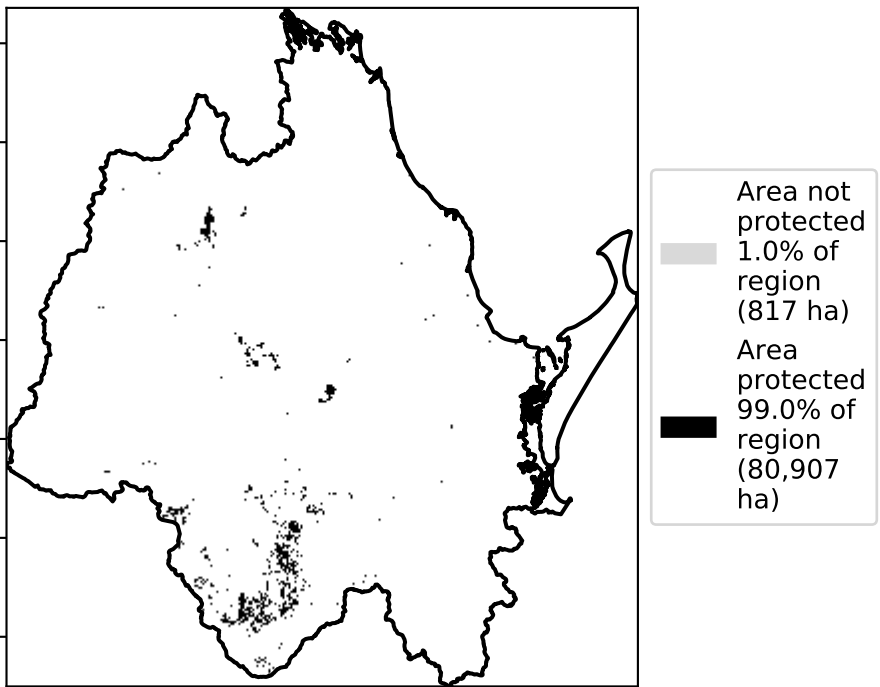 Area not
protected
1.0% of
region
(817 ha)
Area
protected
99.0% of
region
(80,907
ha)